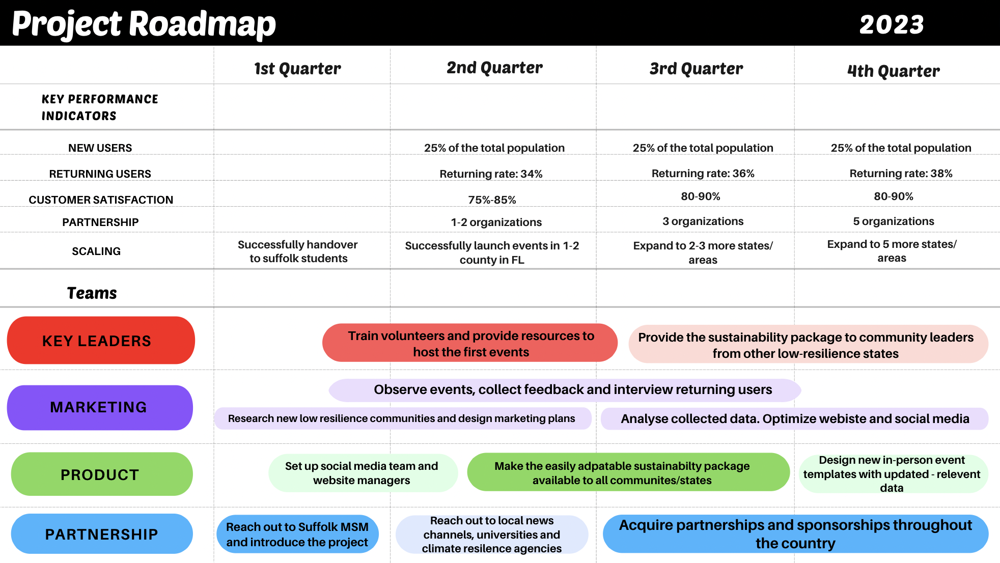 Project Roadmap
2023
1st Quarter
2nd Quarter
3rd Quarter
4th Quarter
KEY PERFORMANCE
INDICATORS
NEW USERS
25% of the total population
25% of the total population
25% of the total population
RETURNING USERS
Returning rate: 34%
Returning rate: 36%
Returning rate: 38%
CUSTOMER SATISFACTION
75%-85%
80-90%
80-90%
PARTNERSHIP
1-2 organizations
3 organizations
5 organizations
SCALING
Successfully handover
to suffolk students
Successfully launch events in 1-2
county in FL
Expand to 2-3 more states/
areas
Expand to 5 more states/
areas
Teams
KEY LEADERS
Train volunteers and provide resources to
host the first events
Provide the sustainability package to community leaders
from other low-resilience states
MARKETING
Observe events, collect feedback and interview returning users
Research new low resilience communities and design marketing plans
Analyse collected data. Optimize webiste and social media
PRODUCT
Set up social media team and
website managers
Make the easily adpatable sustainabilty package
available to all communites/states
Design new in-person event
templates with updated - relevent
data
PARTNERSHIP
Reach out to Suffolk MSM
and introduce the project
Reach out to local news
channels, universities and
climate resilence agencies
Acquire partnerships and sponsorships throughout
the country